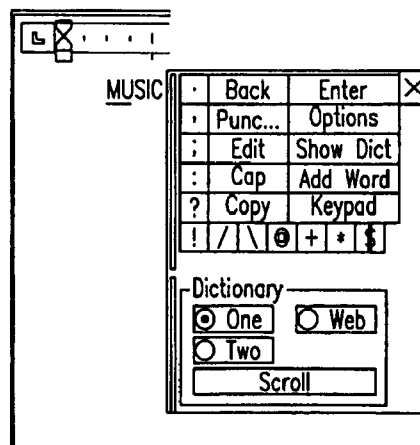 MUSIC
. Back Enter X
, Punc... Options
; Edit Show Dict
: Cap Add Word
? Copy Keypad
! / \ @ + * $
Dictionary
One Web
Two
Scroll